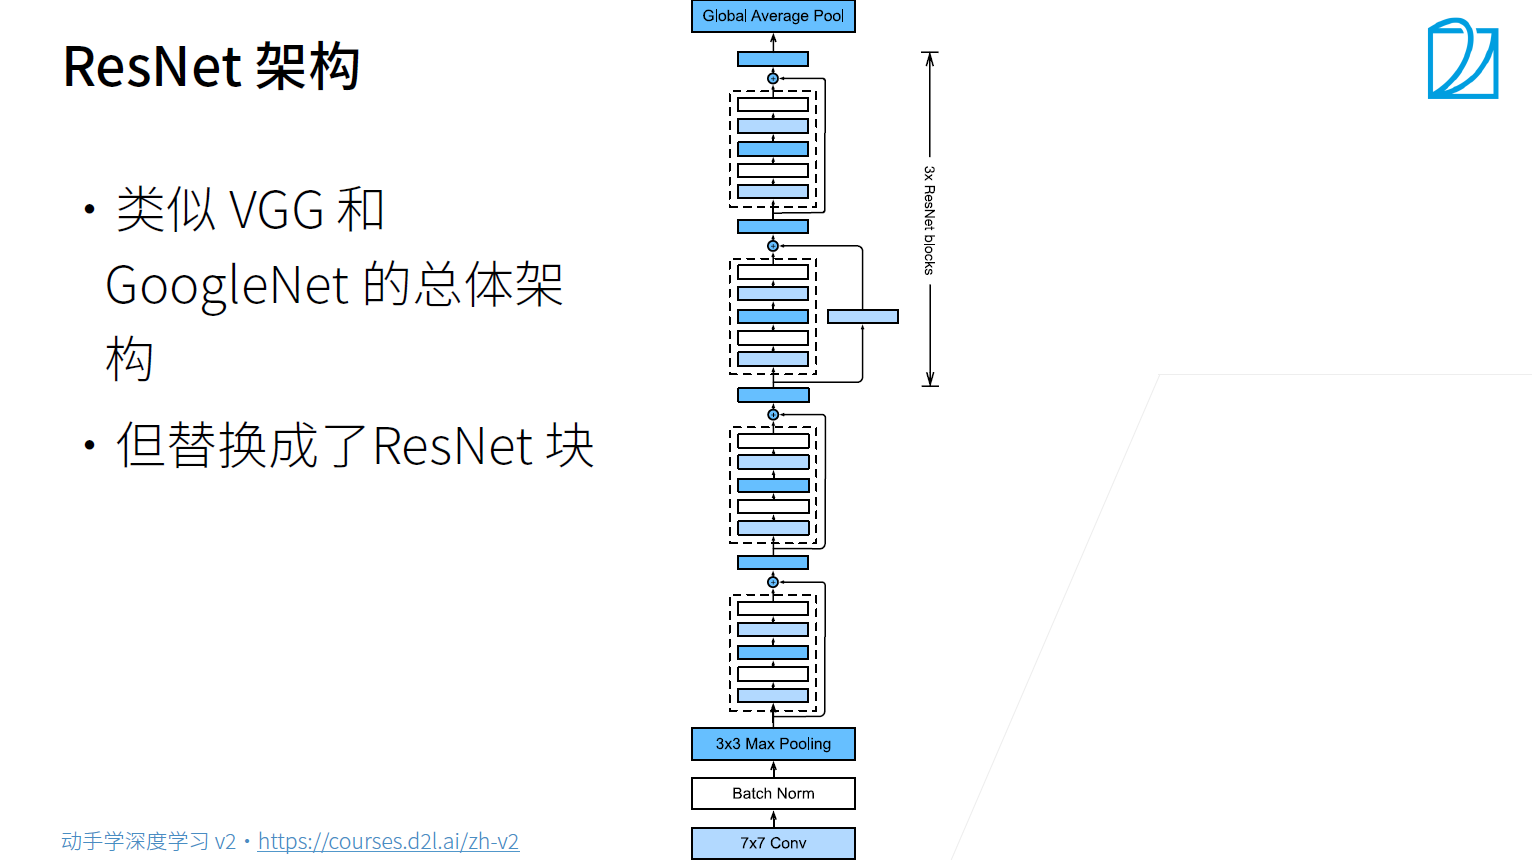 ResNet 架构
• 类似 VGG 和
GoogleNet 的总体架
构
• 但替换成了ResNet 块
Global Average Pool
3x ResNet blocks
3x3 Max Pooling
Batch Norm
7x7 Conv
动手学深度学习 v2 • https://courses.d2l.ai/zh-v2